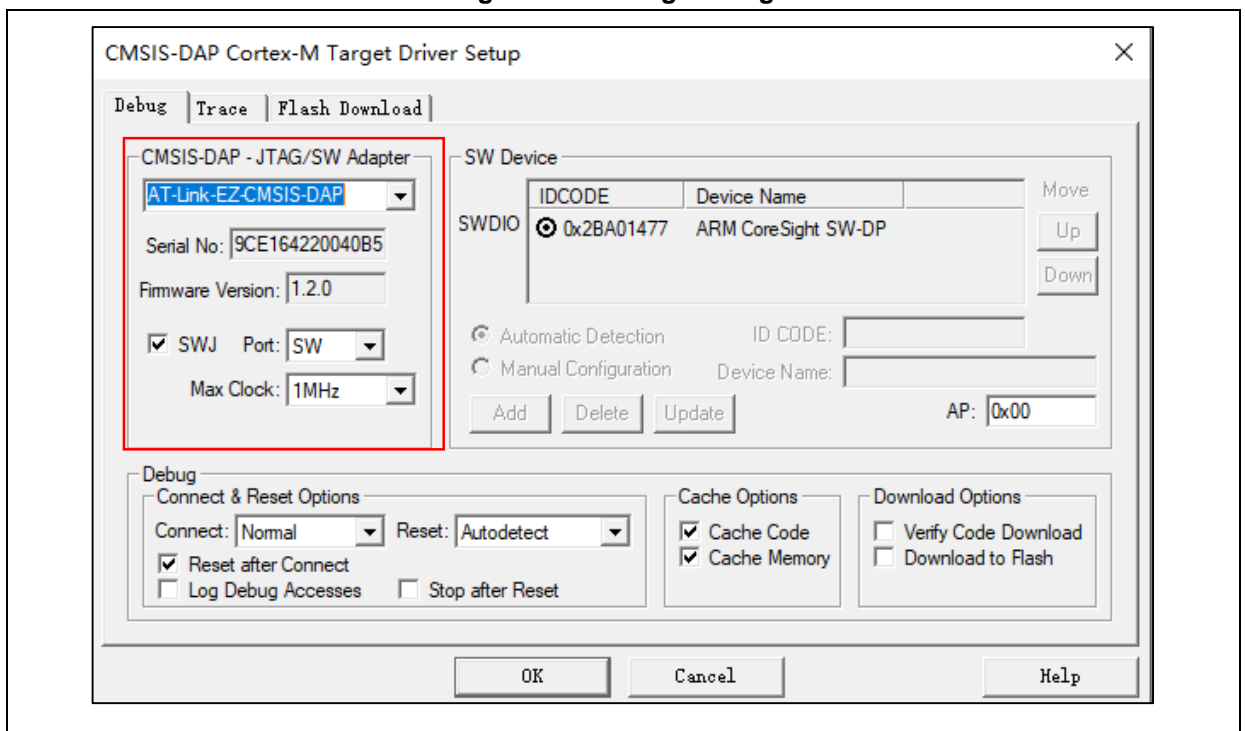 CMSIS-DAP Cortex-M Target Driver Setup
Debug Trace Flash Download
CMSIS-DAP - JTAG/SW Adapter
AT-Link-EZ-CMSIS-DAP
Serial No: 9CE164220040B5
Firmware Version: 1.2.0
SWJ Port: SW
Max Clock: 1MHz
SW Device
IDCODE Device Name
SWDIO 0x2BA01477 ARM CoreSight SW-DP
Move
Up
Down
Automatic Detection ID CODE:
Manual Configuration Device Name:
Add Delete Update AP: 0x00
Debug
Connect & Reset Options
Connect: Normal Reset: Autodetect
Reset after Connect
Log Debug Accesses Stop after Reset
Cache Options
Cache Code
Cache Memory
Download Options
Verify Code Download
Download to Flash
OK Cancel Help